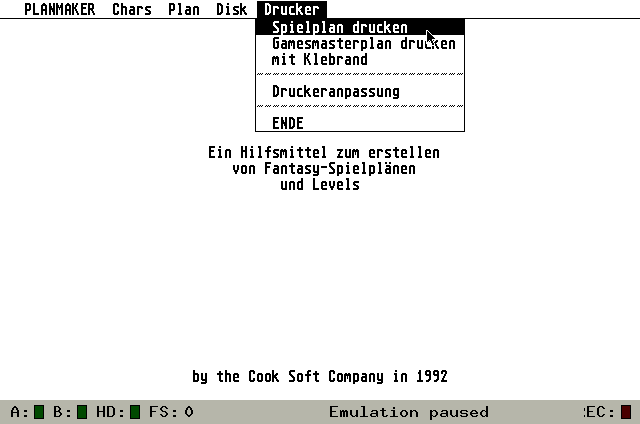 PLANMAKER Chars Plan Disk Drucker
Spielplan drucken
Gamesmasterplan drucken
mit Klebrand
Druckeranpassung
ENDE
Ein Hilfsmittel zum erstellen
von Fantasy-Spielplänen
und Levels
by the Cook Soft Company in 1992
A: B: HD: FS: 0 Emulation paused EC: